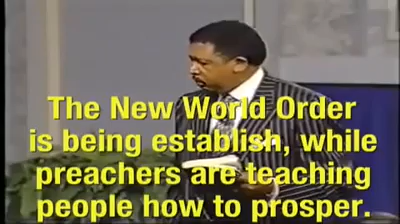 The New World Order
is being establish, while
preachers are teaching
people how to prosper.